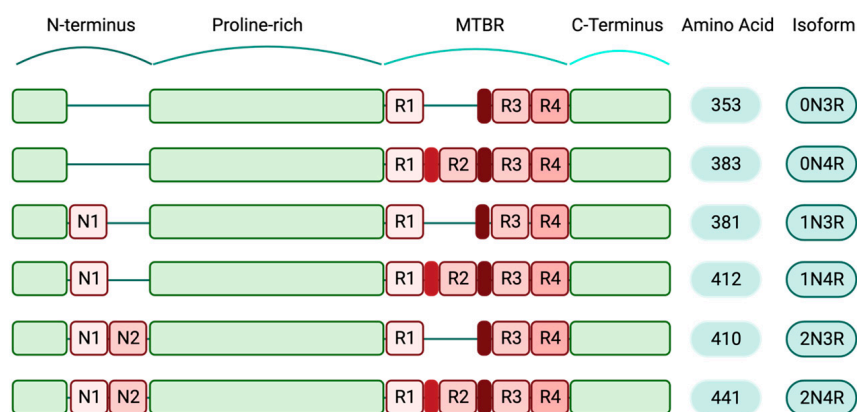 N-terminus Proline-rich MTBR C-Terminus Amino Acid Isoform
R1 R3 R4 353 0N3R
R1 R2 R3 R4 383 0N4R
N1 R1 R3 R4 381 1N3R
N1 R1 R2 R3 R4 412 1N4R
N1 N2 R1 R3 R4 410 2N3R
N1 N2 R1 R2 R3 R4 441 2N4R